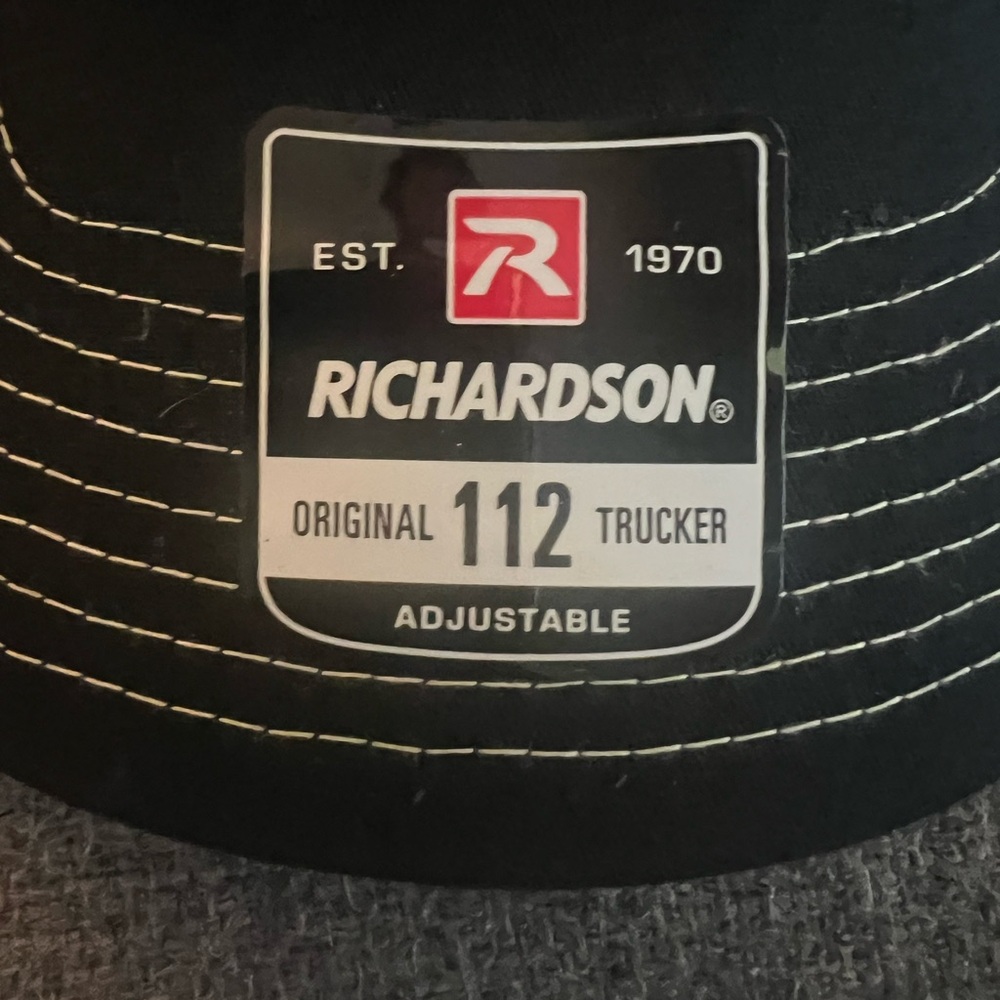 EST. R 1970
RICHARDSON®
ORIGINAL 112 TRUCKER
ADJUSTABLE